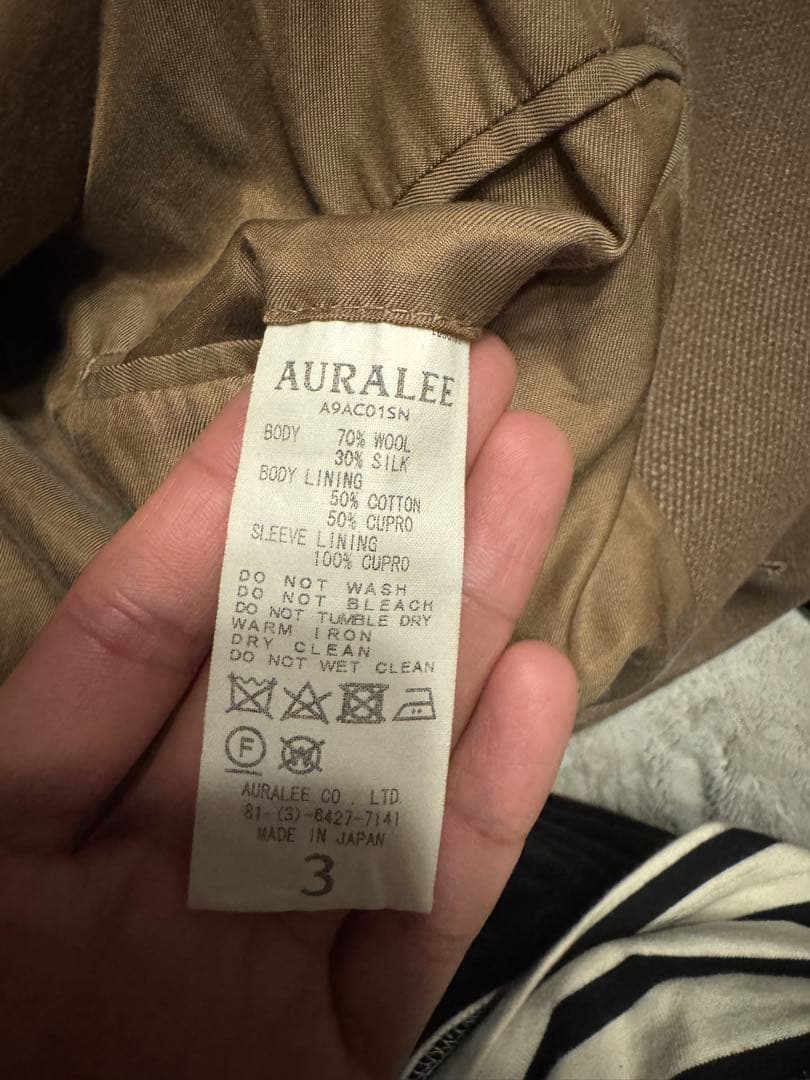 AURALEE
A9AC01SN
BODY 70% WOOL
30% SILK
BODY LINING
50% COTTON
50% CUPRO
SLEEVE LINING
100% CUPRO
DO NOT WASH
DO NOT BLEACH
DO NOT TUMBLE DRY
WARM IRON
DRY CLEAN
DO NOT WET CLEAN
F W
AURALEE CO., LTD.
81-(3)-6427-7141
MADE IN JAPAN
3